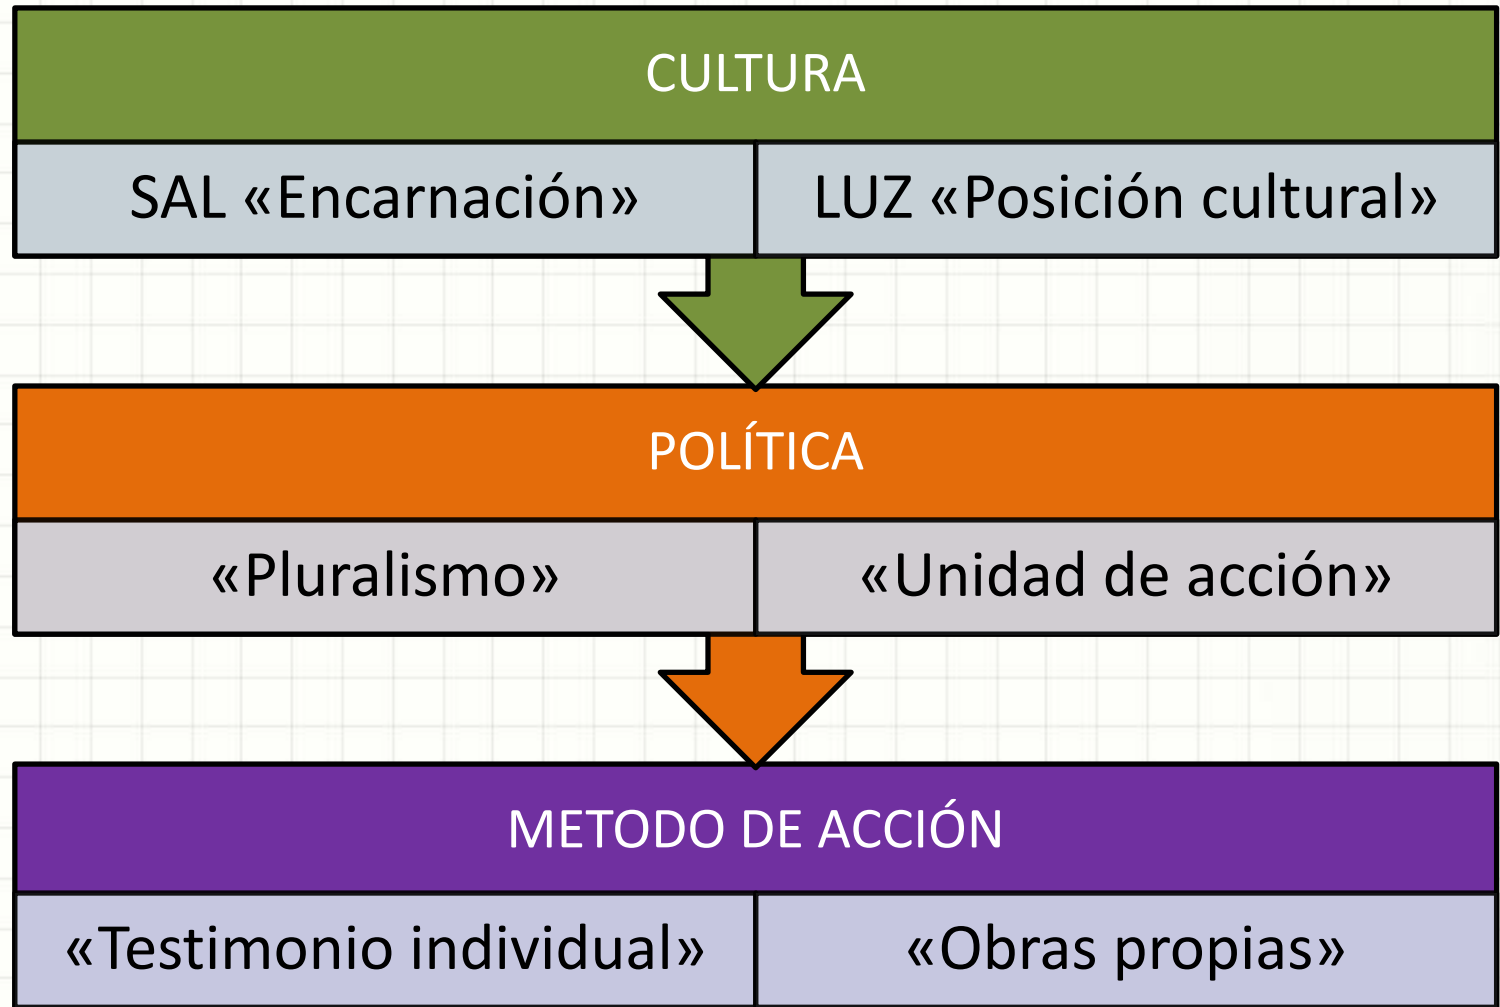 CULTURA
SAL «Encarnación»
LUZ «Posición cultural»
POLÍTICA
«Pluralismo»
«Unidad de acción»
METODO DE ACCIÓN
«Testimonio individual»
«Obras propias»